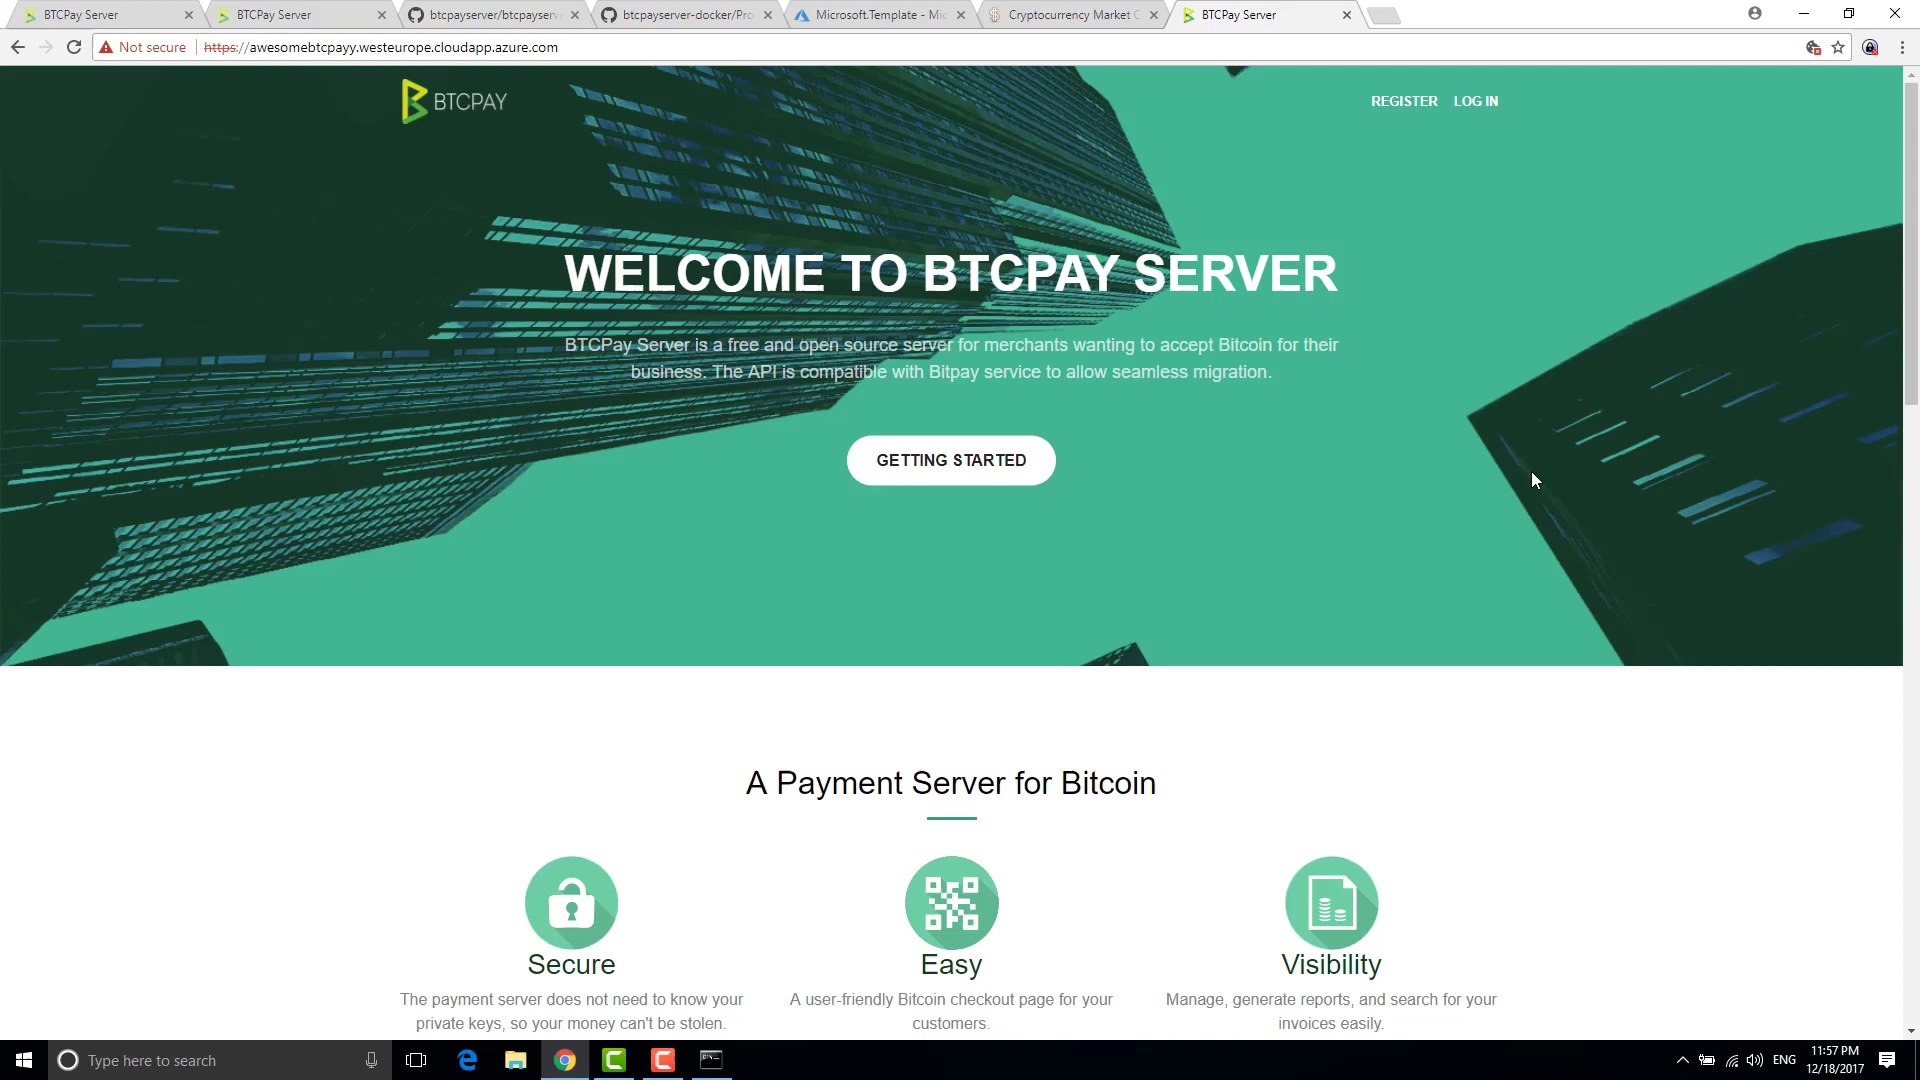 BTCPay Server
BTCPay Server
btcpayserver/btcpayserv
btcpayserver-docker/Pro
Microsoft.Template - Mic
Cryptocurrency Market C
BTCPay Server
Not secure
https://awesomebtcpayy.westeurope.cloudapp.azure.com
BTCPAY
REGISTER
LOG IN
WELCOME TO BTCPAY SERVER
BTCPay Server is a free and open source server for merchants wanting to accept Bitcoin for their
business. The API is compatible with Bitpay service to allow seamless migration.
GETTING STARTED
A Payment Server for Bitcoin
Secure
The payment server does not need to know your
private keys, so your money can't be stolen.
Easy
A user-friendly Bitcoin checkout page for your
customers.
Visibility
Manage, generate reports, and search for your
invoices easily.
Type here to search
ENG
11:57 PM
12/18/2017